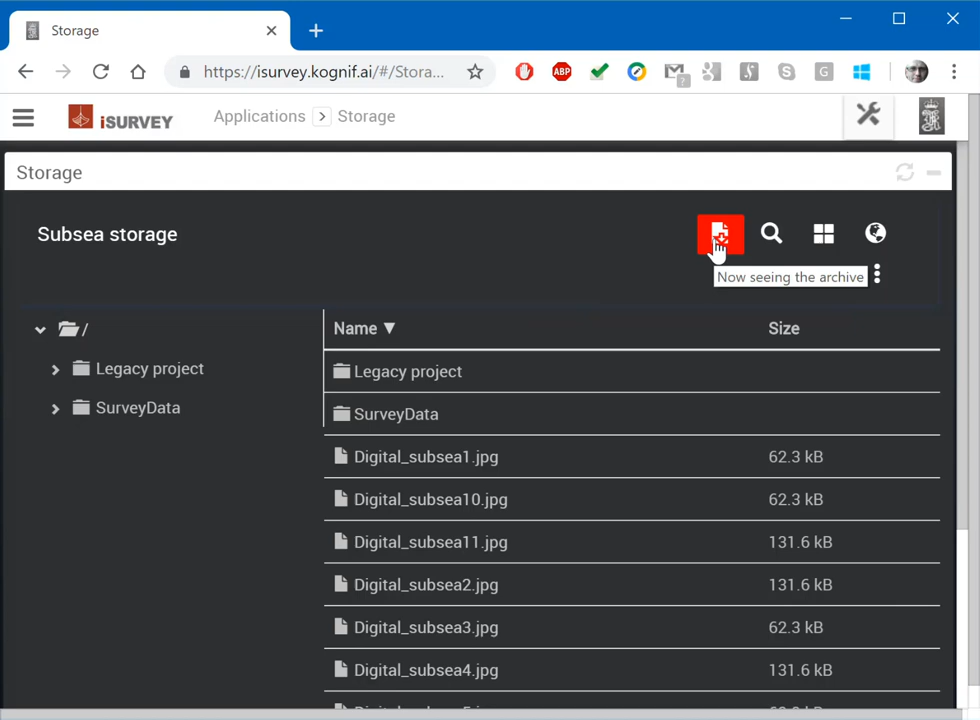 Storage
https://isurvey.kognif.ai/#/Stora...
ABP
?
G
iSURVEY
Applications > Storage
Storage
Subsea storage
Now seeing the archive
/
Legacy project
SurveyData
Name ▼ Size
Legacy project
SurveyData
Digital_subsea1.jpg 62.3 kB
Digital_subsea10.jpg 62.3 kB
Digital_subsea11.jpg 131.6 kB
Digital_subsea2.jpg 131.6 kB
Digital_subsea3.jpg 62.3 kB
Digital_subsea4.jpg 131.6 kB